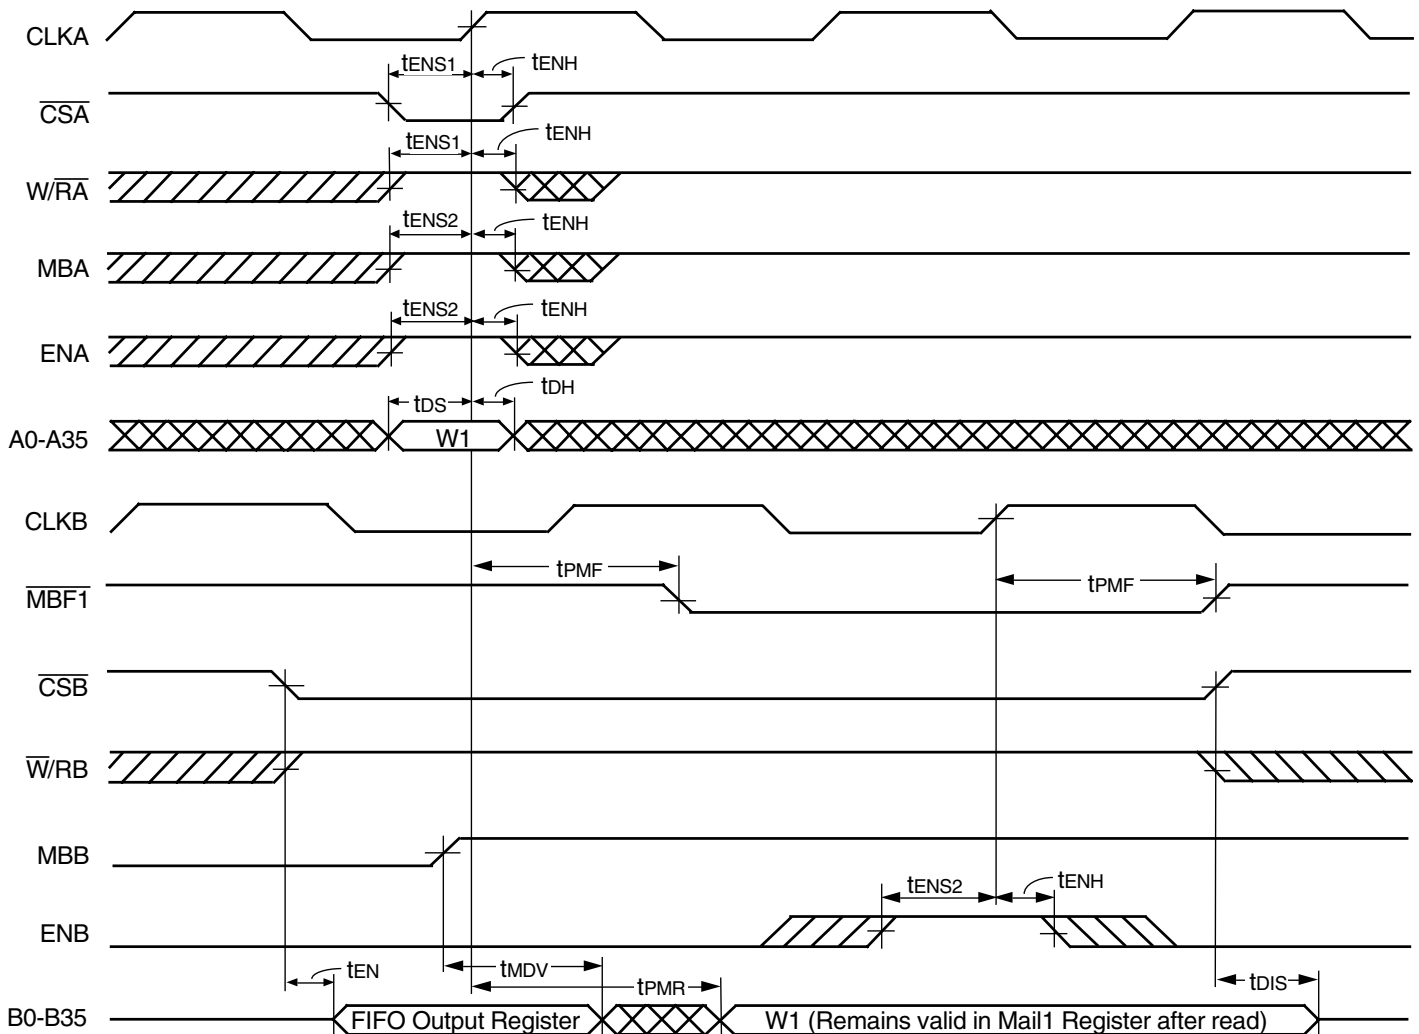 CLKA
tENS1 tENH
CSA
tENS1 tENH
W/RA
tENS2 tENH
MBA
tENS2 tENH
ENA
tDS tDH
A0-A35 W1
CLKB
tPMF tPMF
MBF1
CSB
W/RB
MBB
tENS2 tENH
ENB
tEN tMDV tPMR tDIS
B0-B35 FIFO Output Register W1 (Remains valid in Mail1 Register after read)